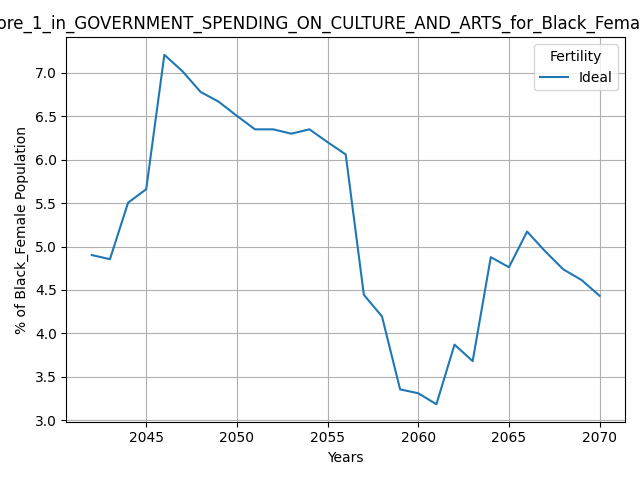 ore_1_in_GOVERNMENT_SPENDING_ON_CULTURE_AND_ARTS_for_Black_Fema
Fertility
Ideal
7.0
6.5
6.0
5.5
5.0
4.5
4.0
3.5
3.0
% of Black_Female Population
2045 2050 2055 2060 2065 2070
Years